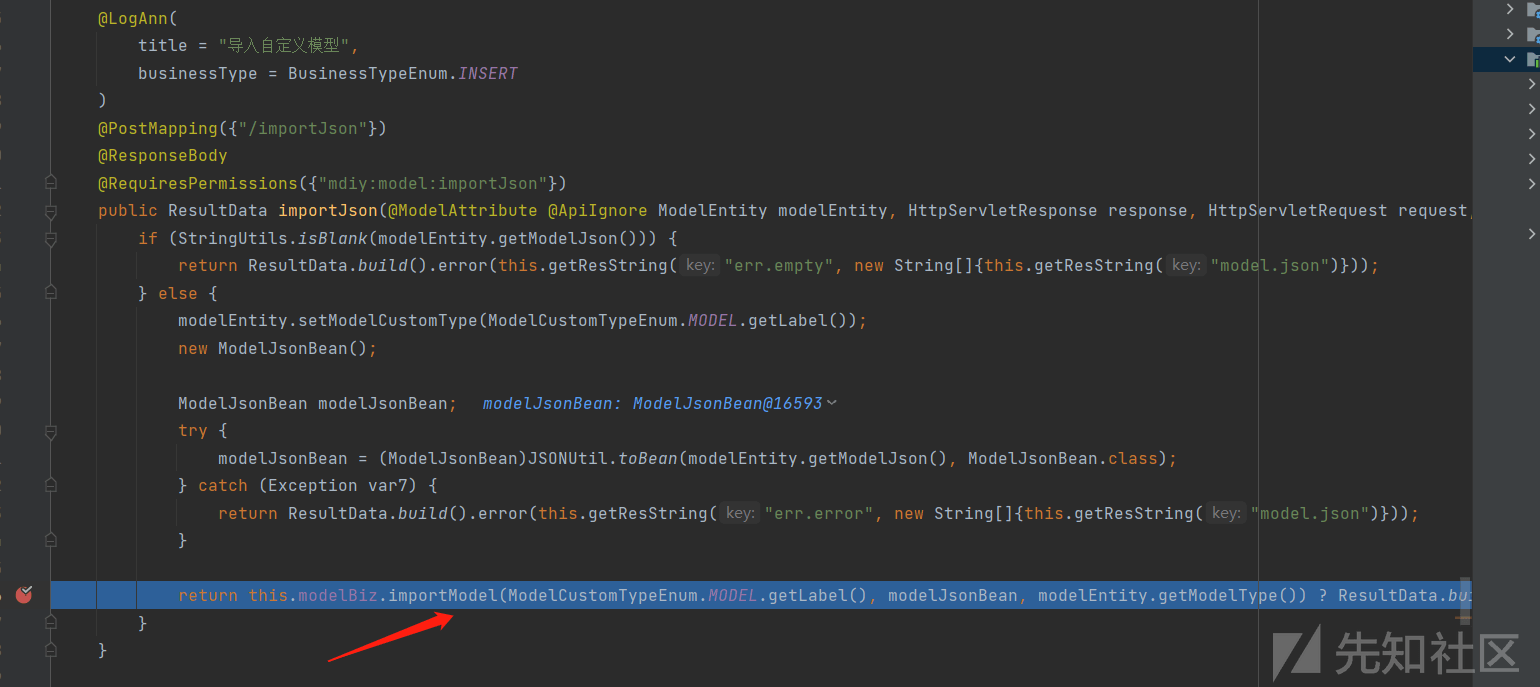 @LogAnn(
title = "导入自定义模型",
businessType = BusinessTypeEnum.INSERT
)
@PostMapping({"/importJson"})
@ResponseBody
@RequiresPermissions({"mdiy:model:importJson"})
public ResultData importJson(@ModelAttribute @ApiIgnore ModelEntity modelEntity, HttpServletResponse response, HttpServletRequest request,
if (StringUtils.isBlank(modelEntity.getModelJson())) {
return ResultData.build().error(this.getResString( key: "err.empty", new String[]{this.getResString( key: "model.json")}));
} else {
modelEntity.setModelCustomType(ModelCustomTypeEnum.MODEL.getLabel());
new ModelJsonBean();
ModelJsonBean modelJsonBean; modelJsonBean: ModelJsonBean@16593
try {
modelJsonBean = (ModelJsonBean)JSONUtil.toBean(modelEntity.getModelJson(), ModelJsonBean.class);
} catch (Exception var7) {
return ResultData.build().error(this.getResString( key: "err.error", new String[]{this.getResString( key: "model.json")}));
}
return this.modelBiz.importModel(ModelCustomTypeEnum.MODEL.getLabel(), modelJsonBean, modelEntity.getModelType()) ? ResultData.bui
}
}
先知社区